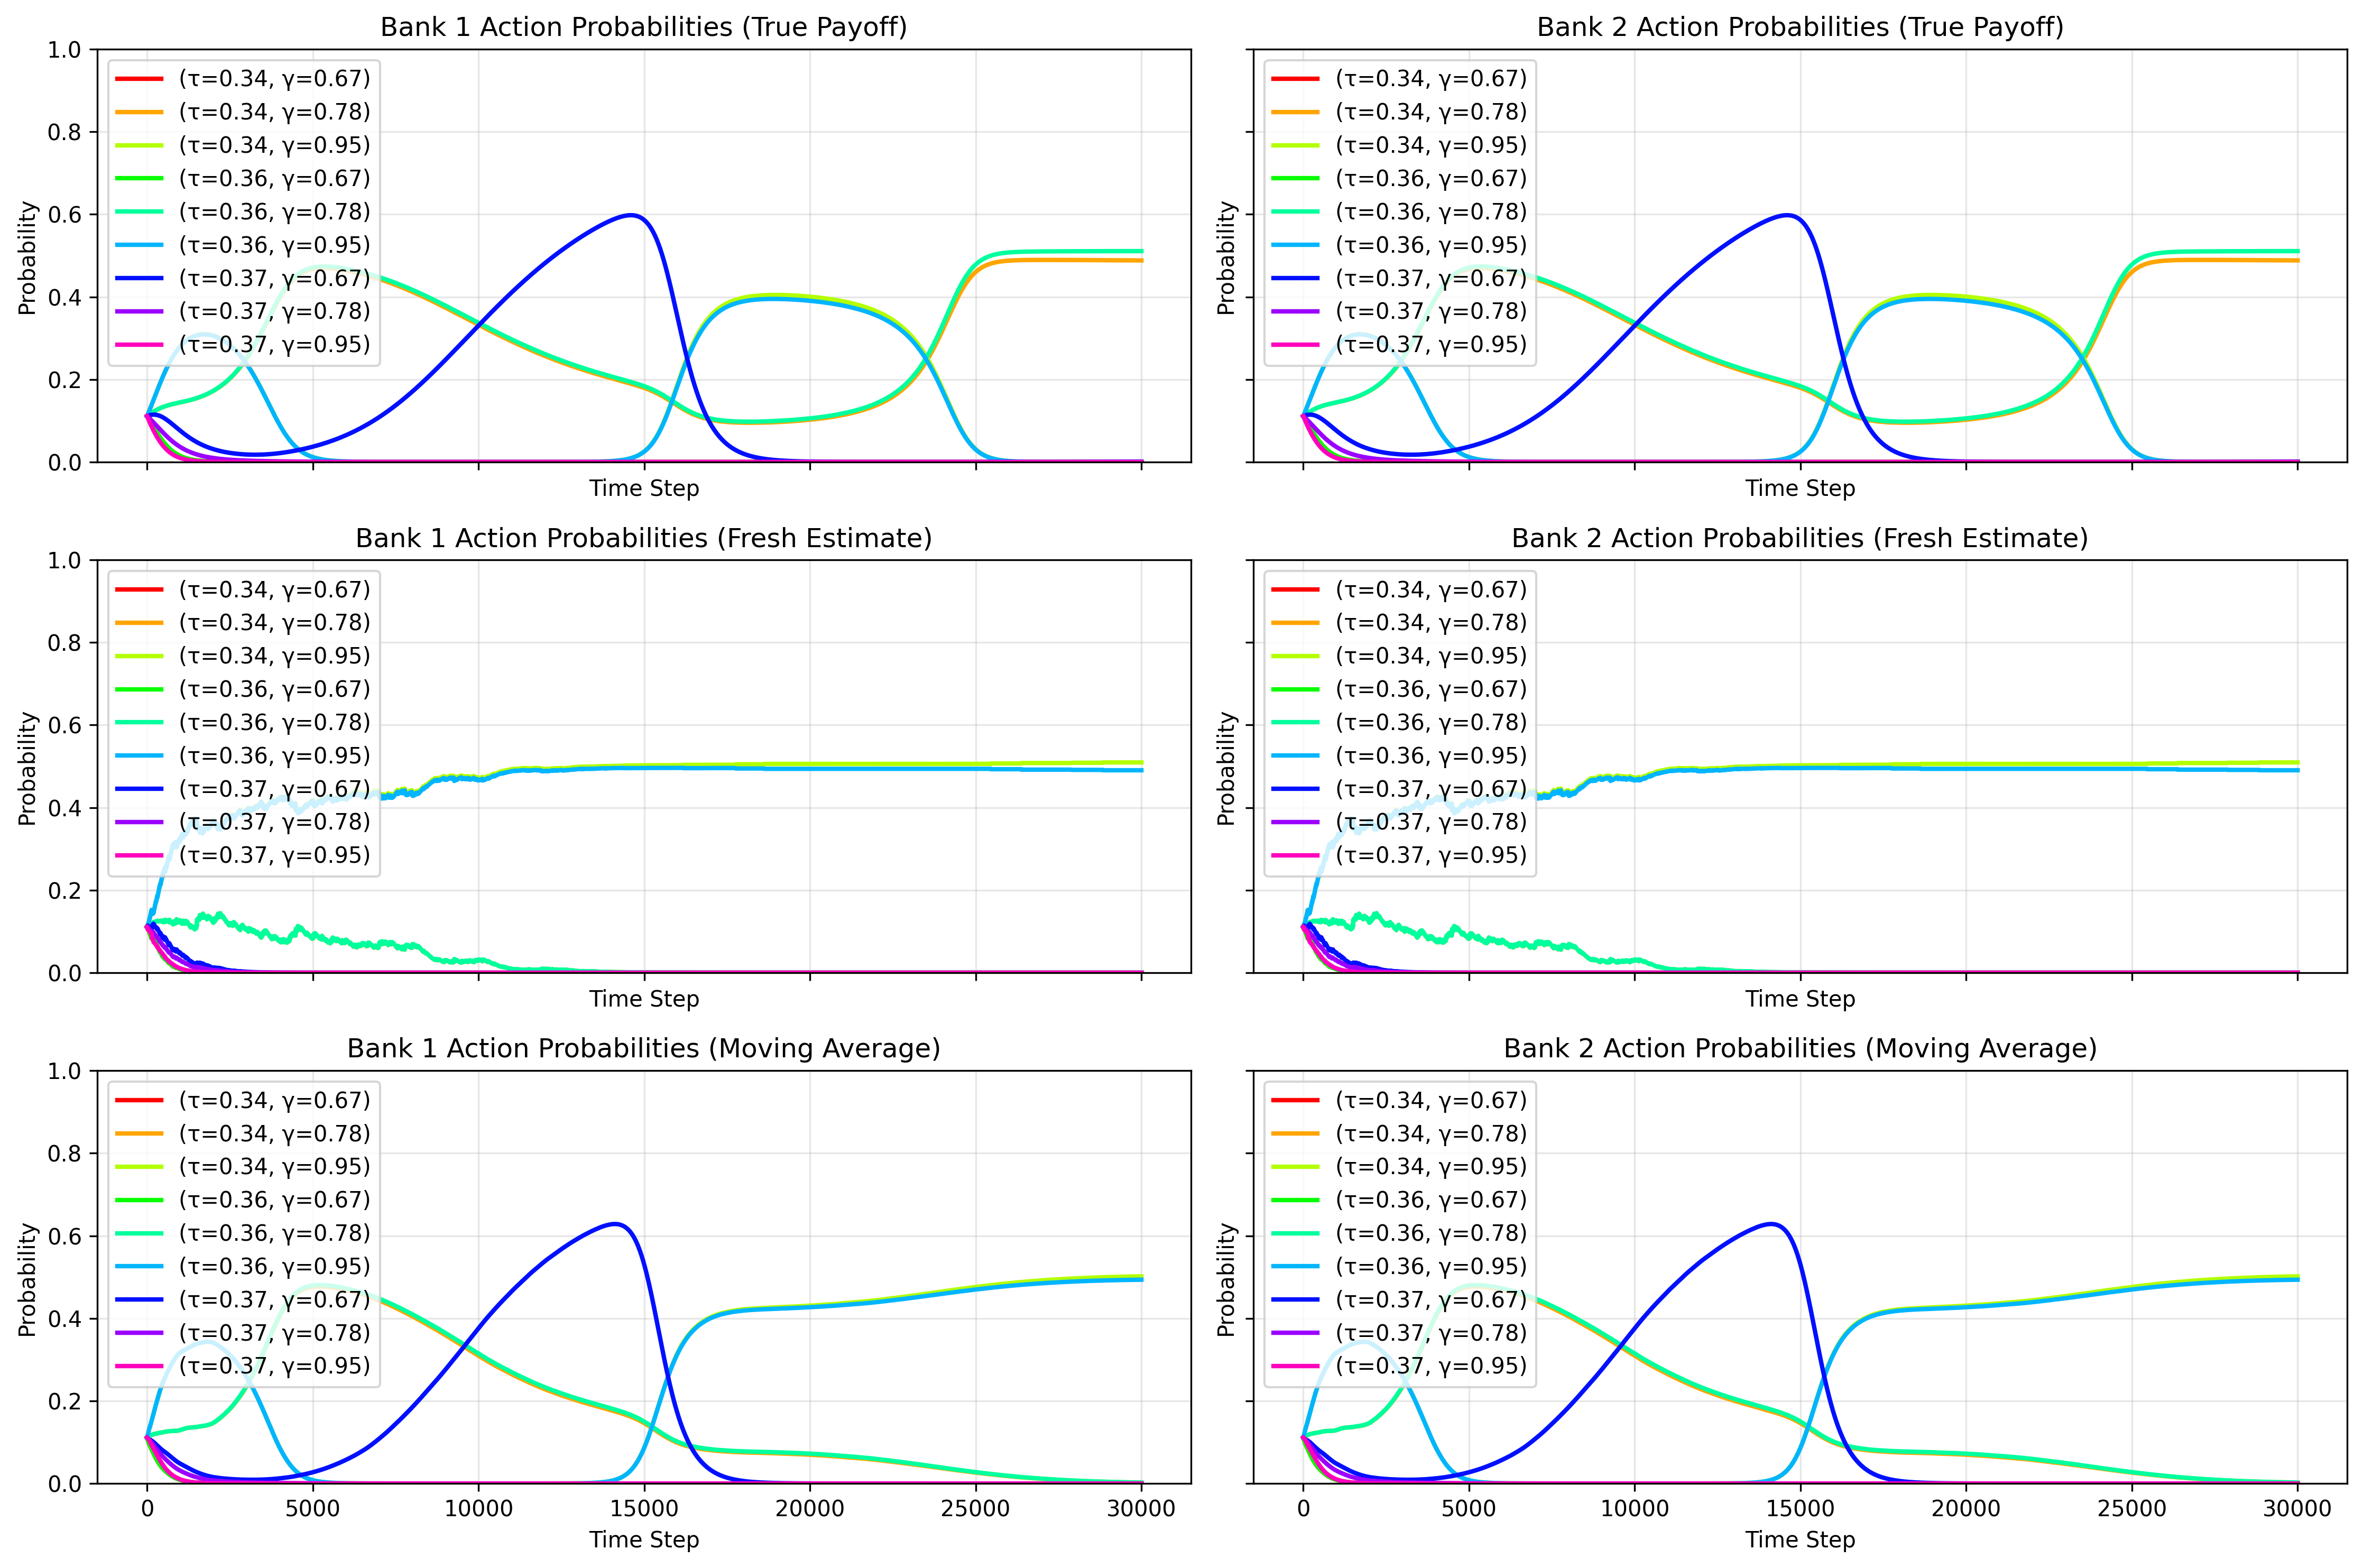 Bank 1 Action Probabilities (True Payoff)
Probability
1.0
0.8
0.6
0.4
0.2
0.0
(τ=0.34, γ=0.67)
(τ=0.34, γ=0.78)
(τ=0.34, γ=0.95)
(τ=0.36, γ=0.67)
(τ=0.36, γ=0.78)
(τ=0.36, γ=0.95)
(τ=0.37, γ=0.67)
(τ=0.37, γ=0.78)
(τ=0.37, γ=0.95)
Time Step
Bank 2 Action Probabilities (True Payoff)
Probability
(τ=0.34, γ=0.67)
(τ=0.34, γ=0.78)
(τ=0.34, γ=0.95)
(τ=0.36, γ=0.67)
(τ=0.36, γ=0.78)
(τ=0.36, γ=0.95)
(τ=0.37, γ=0.67)
(τ=0.37, γ=0.78)
(τ=0.37, γ=0.95)
Time Step
Bank 1 Action Probabilities (Fresh Estimate)
Probability
1.0
0.8
0.6
0.4
0.2
0.0
(τ=0.34, γ=0.67)
(τ=0.34, γ=0.78)
(τ=0.34, γ=0.95)
(τ=0.36, γ=0.67)
(τ=0.36, γ=0.78)
(τ=0.36, γ=0.95)
(τ=0.37, γ=0.67)
(τ=0.37, γ=0.78)
(τ=0.37, γ=0.95)
Time Step
Bank 2 Action Probabilities (Fresh Estimate)
Probability
(τ=0.34, γ=0.67)
(τ=0.34, γ=0.78)
(τ=0.34, γ=0.95)
(τ=0.36, γ=0.67)
(τ=0.36, γ=0.78)
(τ=0.36, γ=0.95)
(τ=0.37, γ=0.67)
(τ=0.37, γ=0.78)
(τ=0.37, γ=0.95)
Time Step
Bank 1 Action Probabilities (Moving Average)
Probability
1.0
0.8
0.6
0.4
0.2
0.0
(τ=0.34, γ=0.67)
(τ=0.34, γ=0.78)
(τ=0.34, γ=0.95)
(τ=0.36, γ=0.67)
(τ=0.36, γ=0.78)
(τ=0.36, γ=0.95)
(τ=0.37, γ=0.67)
(τ=0.37, γ=0.78)
(τ=0.37, γ=0.95)
0 5000 10000 15000 20000 25000 30000
Time Step
Bank 2 Action Probabilities (Moving Average)
Probability
(τ=0.34, γ=0.67)
(τ=0.34, γ=0.78)
(τ=0.34, γ=0.95)
(τ=0.36, γ=0.67)
(τ=0.36, γ=0.78)
(τ=0.36, γ=0.95)
(τ=0.37, γ=0.67)
(τ=0.37, γ=0.78)
(τ=0.37, γ=0.95)
0 5000 10000 15000 20000 25000 30000
Time Step